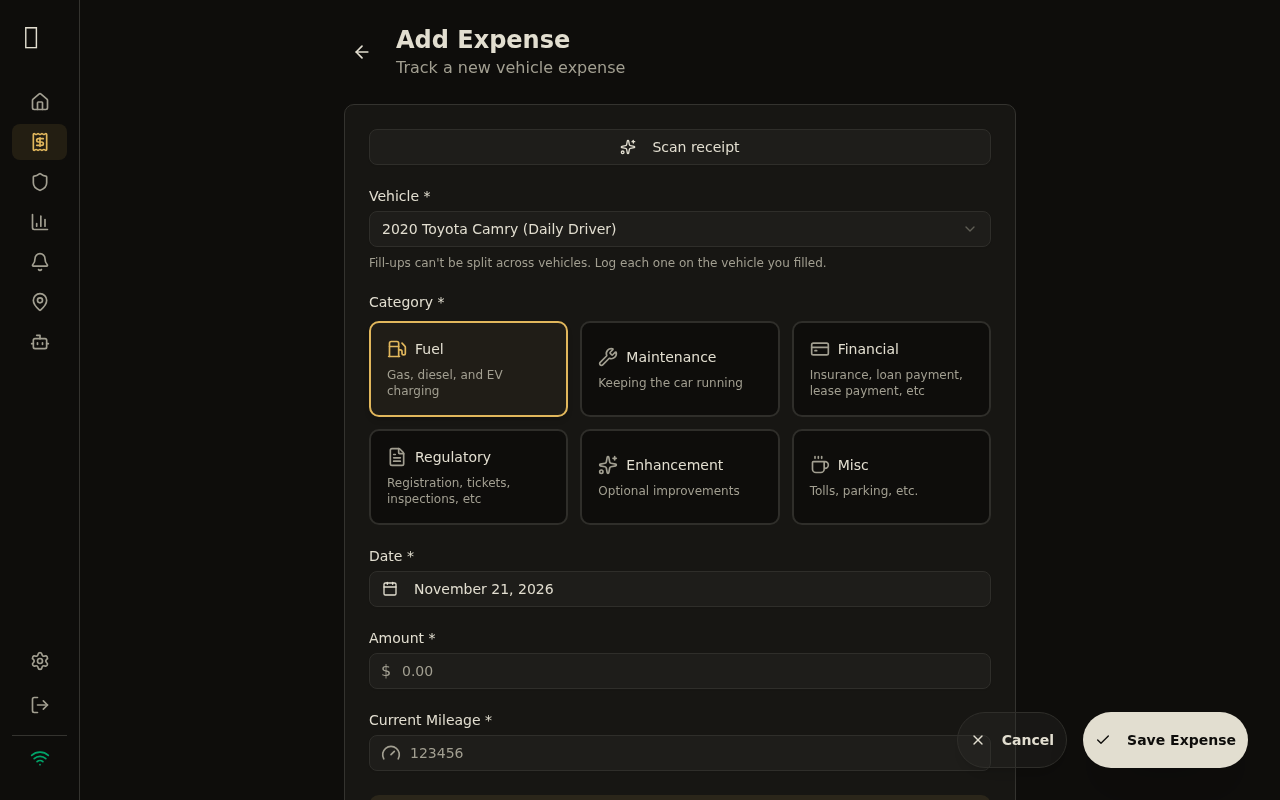 Add Expense
Track a new vehicle expense
Scan receipt
Vehicle *
2020 Toyota Camry (Daily Driver)
Fill-ups can't be split across vehicles. Log each one on the vehicle you filled.
Category *
Fuel
Gas, diesel, and EV
charging
Maintenance
Keeping the car running
Financial
Insurance, loan payment,
lease payment, etc
Regulatory
Registration, tickets,
inspections, etc
Enhancement
Optional improvements
Misc
Tolls, parking, etc.
Date *
November 21, 2026
Amount *
$ 0.00
Current Mileage *
123456
Cancel
Save Expense